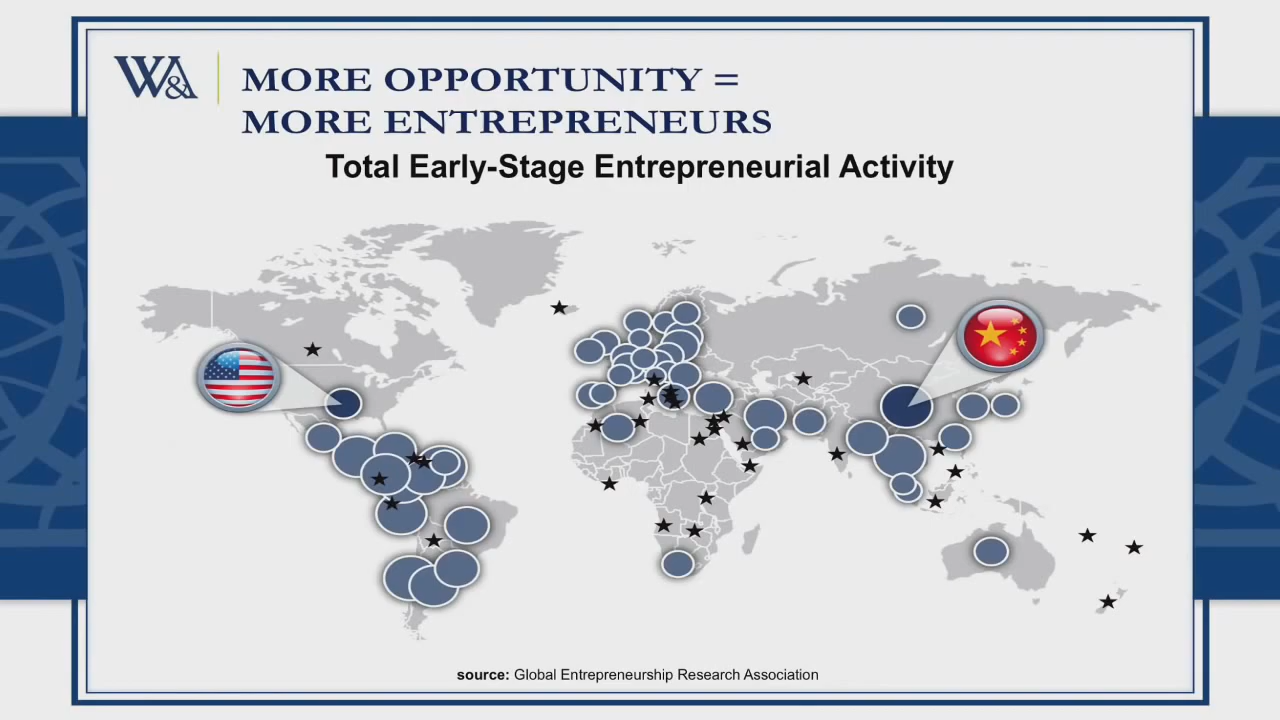 W&
MORE OPPORTUNITY =
MORE ENTREPRENEURS
Total Early-Stage Entrepreneurial Activity
source: Global Entrepreneurship Research Association